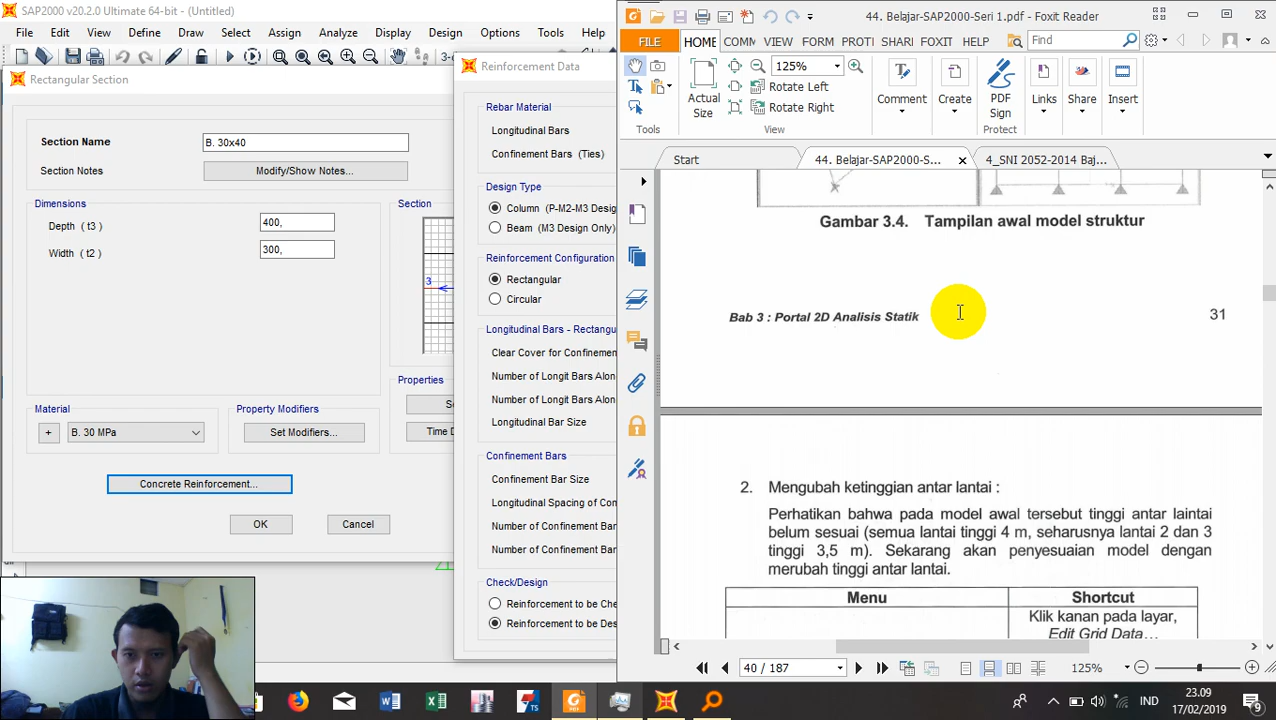 SAP2000 v20.2.0 Ultimate 64-bit - (Untitled)
File Edit View Define Draw Select Assign Analyze Display Design Options Tools Help
Rectangular Section
Section Name
B. 30x40
Section Notes
Modify/Show Notes...
Dimensions
Section
Depth ( t3 )
400,
Width ( t2 )
300,
3
Properties
Material
Property Modifiers
+
B. 30 MPa
Set Modifiers...
Time D
Concrete Reinforcement...
OK
Cancel
Reinforcement Data
Rebar Material
Longitudinal Bars
Confinement Bars (Ties)
Design Type
Column (P-M2-M3 Desig
Beam (M3 Design Only)
Reinforcement Configuration
Rectangular
Circular
Longitudinal Bars - Rectangu
Clear Cover for Confinemen
Number of Longit Bars Alon
Number of Longit Bars Alon
Longitudinal Bar Size
Confinement Bars
Confinement Bar Size
Longitudinal Spacing of Con
Number of Confinement Bar
Number of Confinement Bar
Check/Design
Reinforcement to be Che
Reinforcement to be Des
44. Belajar-SAP2000-Seri 1.pdf - Foxit Reader
FILE HOME COMM VIEW FORM PROT SHARI FOXIT HELP
Find
125%
Actual Size
Rotate Left
Rotate Right
Comment
Create
PDF Sign
Links
Share
Insert
Tools
View
Protect
Start
44. Belajar-SAP2000-S...
4_SNI 2052-2014 Baj...
Gambar 3.4. Tampilan awal model struktur
Bab 3 : Portal 2D Analisis Statik
31
2. Mengubah ketinggian antar lantai :
Perhatikan bahwa pada model awal tersebut tinggi antar laintai
belum sesuai (semua lantai tinggi 4 m, seharusnya lantai 2 dan 3
tinggi 3,5 m). Sekarang akan penyesuaian model dengan
merubah tinggi antar lantai.
Menu
Shortcut
Klik kanan pada layar,
Edit Grid Data...
40 / 187
125%
IND
23.09
17/02/2019
9